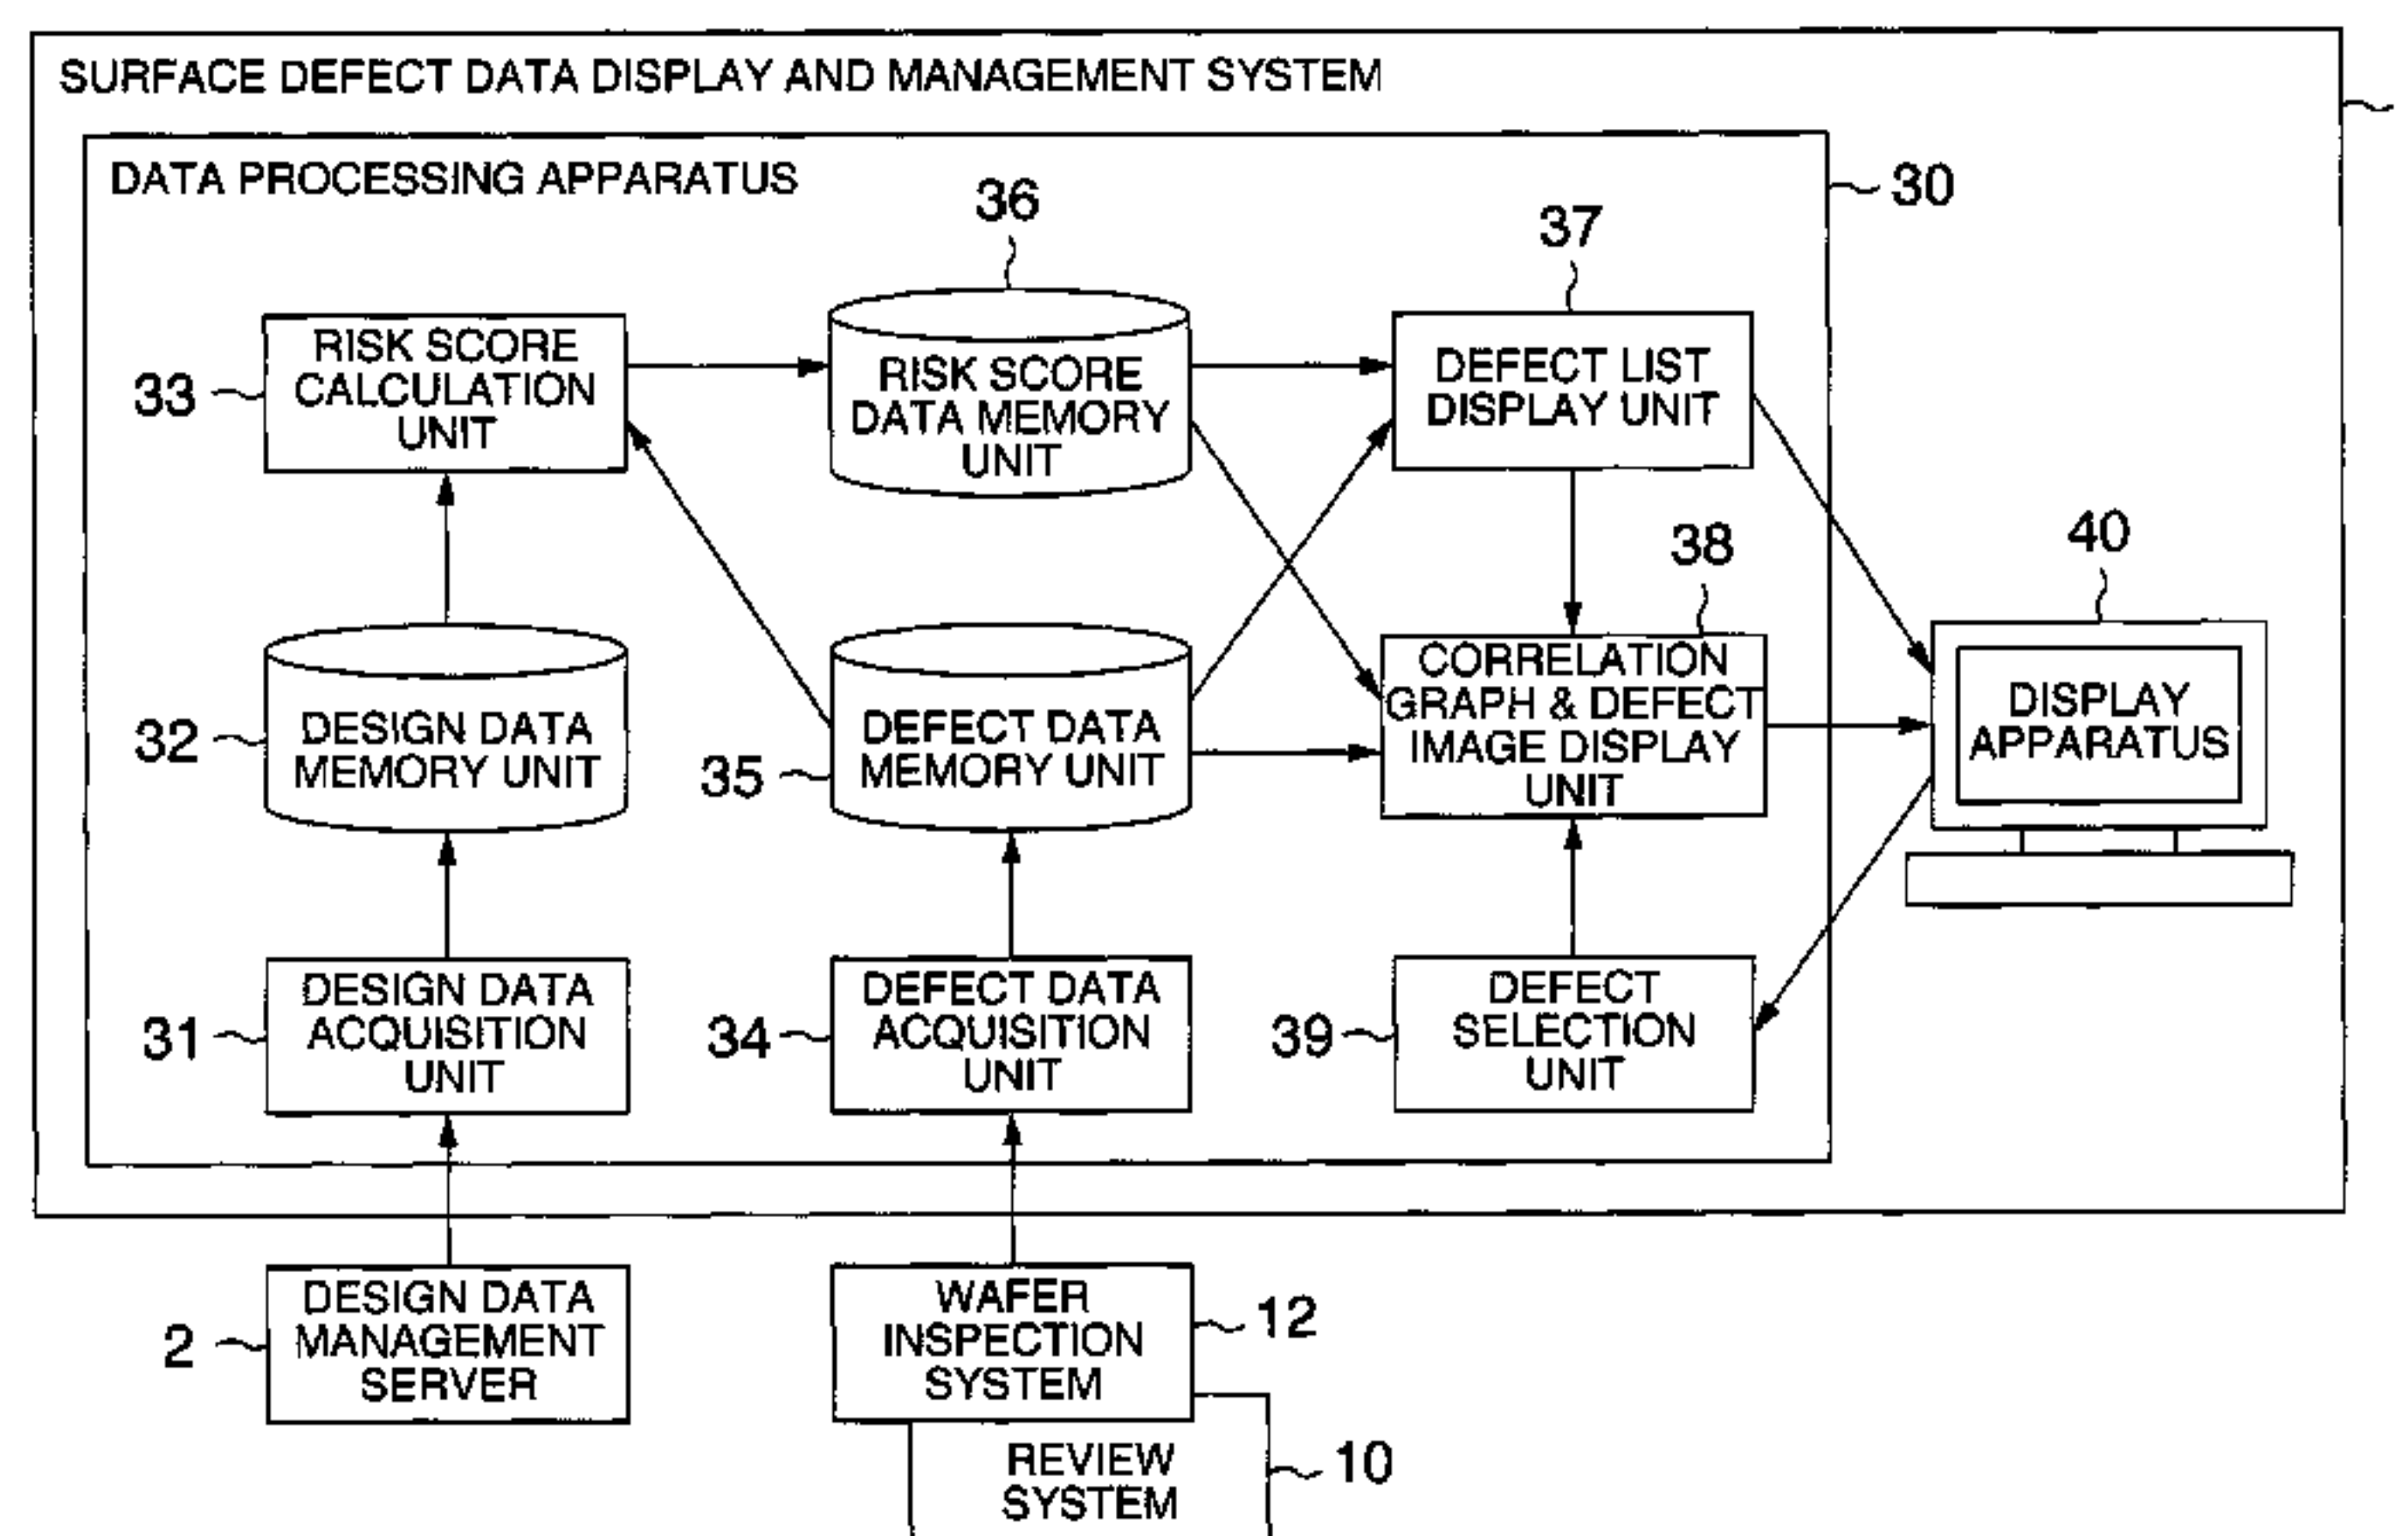 SURFACE DEFECT DATA DISPLAY AND MANAGEMENT SYSTEM
DATA PROCESSING APPARATUS
30
36
37
33
RISK SCORE
CALCULATION
UNIT
RISK SCORE
DATA MEMORY
UNIT
DEFECT LIST
DISPLAY UNIT
38
40
32
DESIGN DATA
MEMORY UNIT
35
DEFECT DATA
MEMORY UNIT
CORRELATION
GRAPH & DEFECT
IMAGE DISPLAY
UNIT
DISPLAY
APPARATUS
31
DESIGN DATA
ACQUISITION
UNIT
34
DEFECT DATA
ACQUISITION
UNIT
39
DEFECT
SELECTION
UNIT
2
DESIGN DATA
MANAGEMENT
SERVER
WAFER
INSPECTION
SYSTEM
12
REVIEW
SYSTEM
10